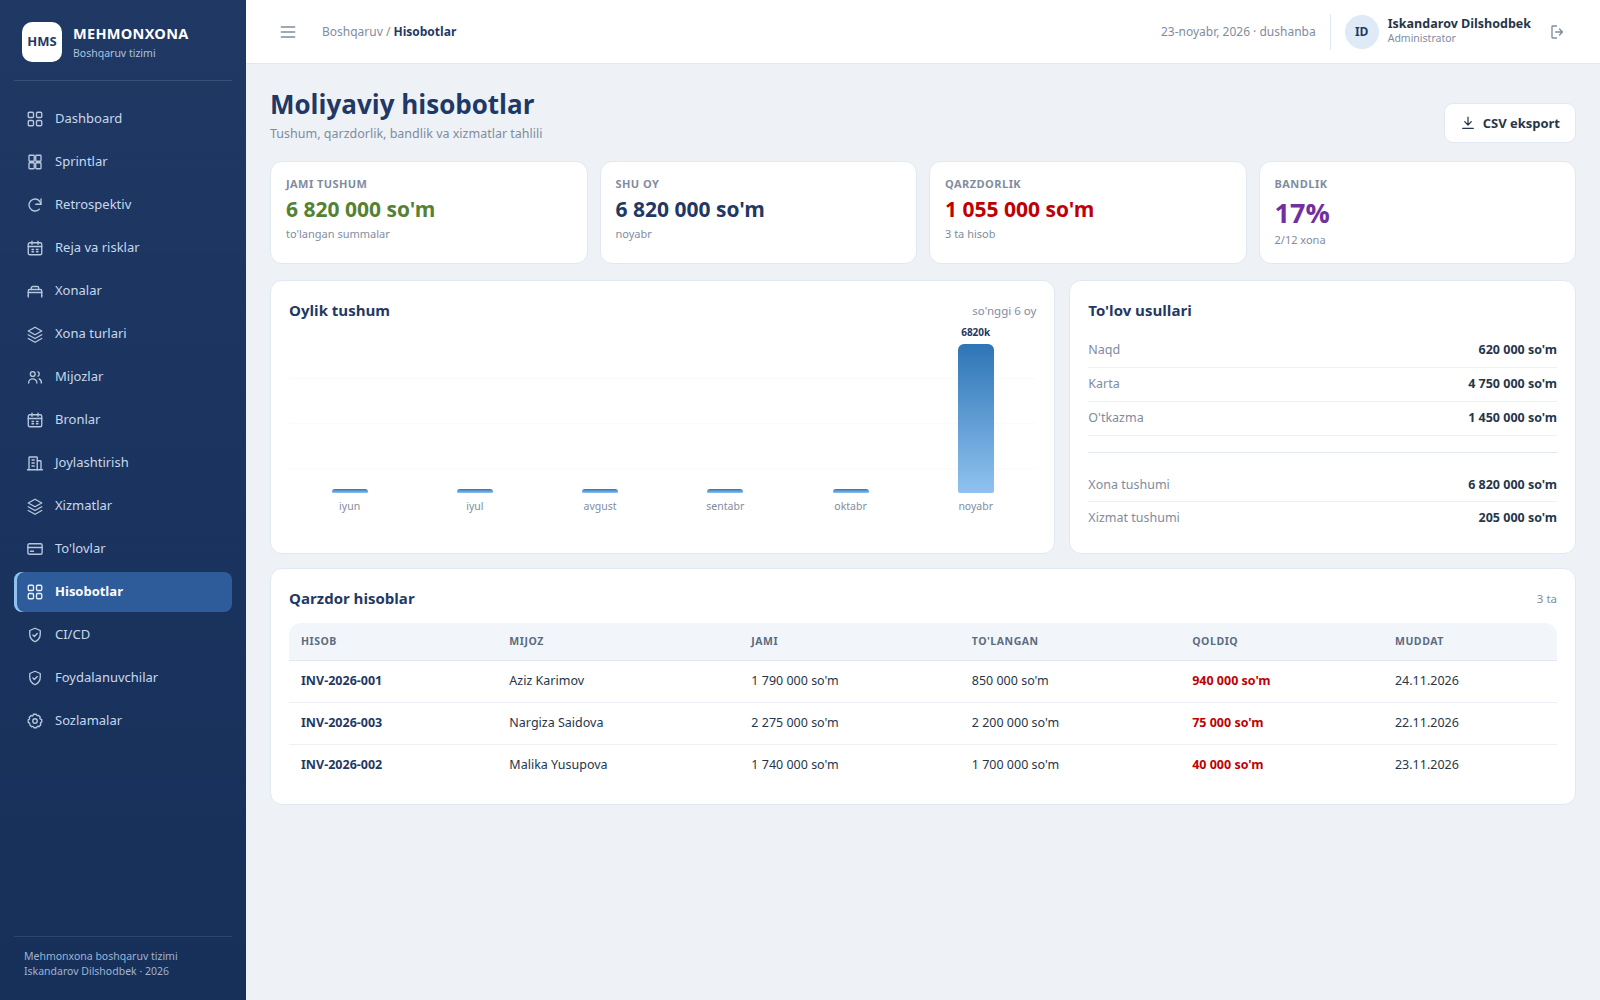 HMS
MEHMONXONA
Boshqaruv tizimi
Dashboard
Sprintlar
Retrospektiv
Reja va risklar
Xonalar
Xona turlari
Mijozlar
Bronlar
Joylashtirish
Xizmatlar
To'lovlar
Hisobotlar
CI/CD
Foydalanuvchilar
Sozlamalar
Mehmonxona boshqaruv tizimi
Iskandarov Dilshodbek · 2026
Boshqaruv / Hisobotlar
23-noyabr, 2026 · dushanba
ID
Iskandarov Dilshodbek
Administrator
Moliyaviy hisobotlar
Tushum, qarzdorlik, bandlik va xizmatlar tahlili
CSV eksport
JAMI TUSHUM
6 820 000 so'm
to'langan summalar
SHU OY
6 820 000 so'm
noyabr
QARZDORLIK
1 055 000 so'm
3 ta hisob
BANDLIK
17%
2/12 xona
Oylik tushum
so'nggi 6 oy
6820k
iyun iyul avgust sentabr oktabr noyabr
To'lov usullari
Naqd 620 000 so'm
Karta 4 750 000 so'm
O'tkazma 1 450 000 so'm
Xona tushumi 6 820 000 so'm
Xizmat tushumi 205 000 so'm
Qarzdor hisoblar
3 ta
HISOB MIJOZ JAMI TO'LANGAN QOLDIQ MUDDAT
INV-2026-001 Aziz Karimov 1 790 000 so'm 850 000 so'm 940 000 so'm 24.11.2026
INV-2026-003 Nargiza Saidova 2 275 000 so'm 2 200 000 so'm 75 000 so'm 22.11.2026
INV-2026-002 Malika Yusupova 1 740 000 so'm 1 700 000 so'm 40 000 so'm 23.11.2026